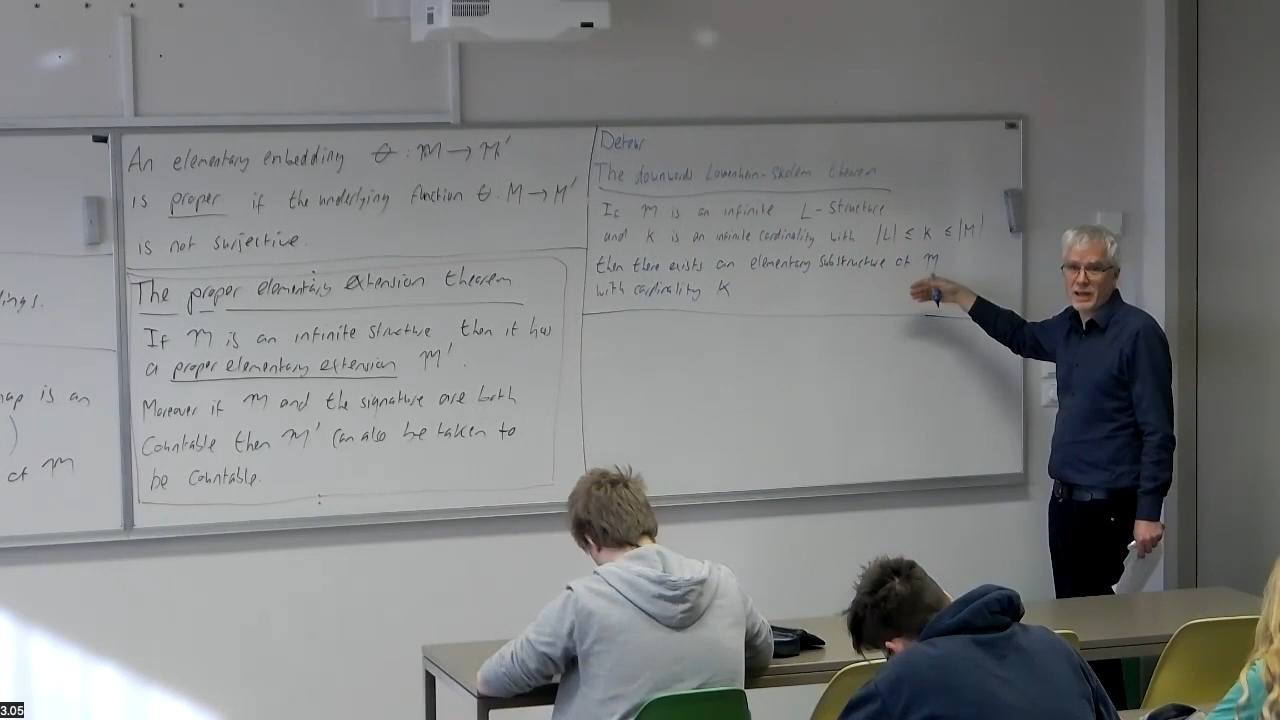 ings.
map is an
)
of M
An elementary embedding θ : M → M'
is proper if the underlying function θ : M → M'
is not surjective.
The proper elementary extension theorem
If M is an infinite structure then it has
a proper elementary extension M'.
Moreover if M and the signature are both
Countable then M' can also be taken to
be Countable.
Detour
The downwards Lowenheim-Skolem theorem
If M is an infinite L-structure
and K is an infinite cardinality with |L| ≤ K ≤ |M|
then there exists an elementary substructure of M
with cardinality K
3.05